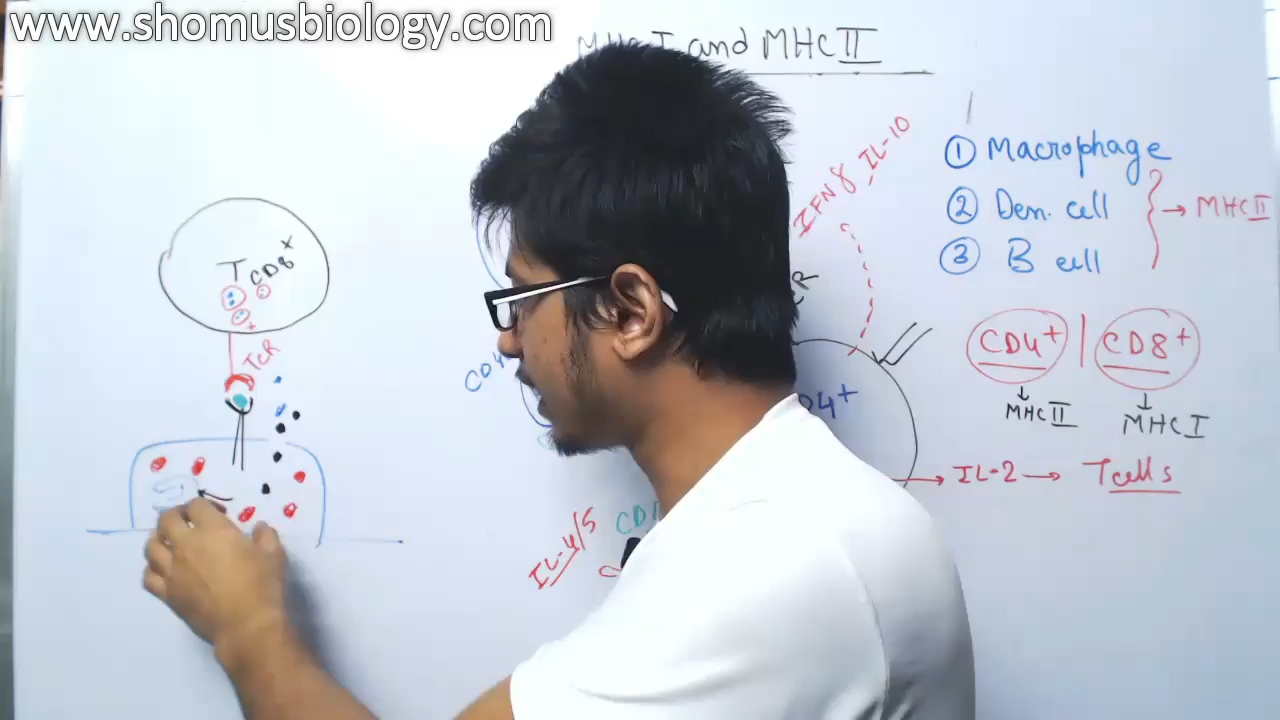 www.shomusbiology.com
and MHC II
IFN γ, IL-10
① Macrophage
② Den. cell
③ B cell
→ MHC II
T CD8+
TCR
CD4+ | CD8+
MHC II
MHC I
→ IL-2 → T cells
IL-4/5